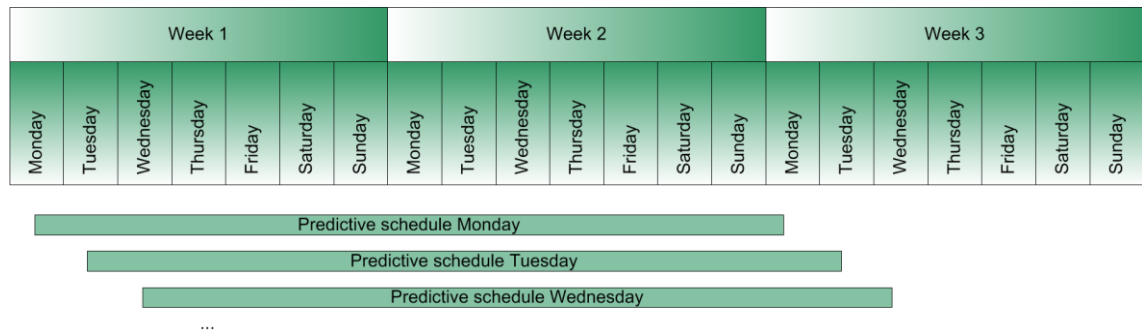 Week 1 Week 2 Week 3
Monday Tuesday Wednesday Thursday Friday Saturday Sunday Monday Tuesday Wednesday Thursday Friday Saturday Sunday Monday Tuesday Wednesday Thursday Friday Saturday Sunday
Predictive schedule Monday
Predictive schedule Tuesday
Predictive schedule Wednesday
...